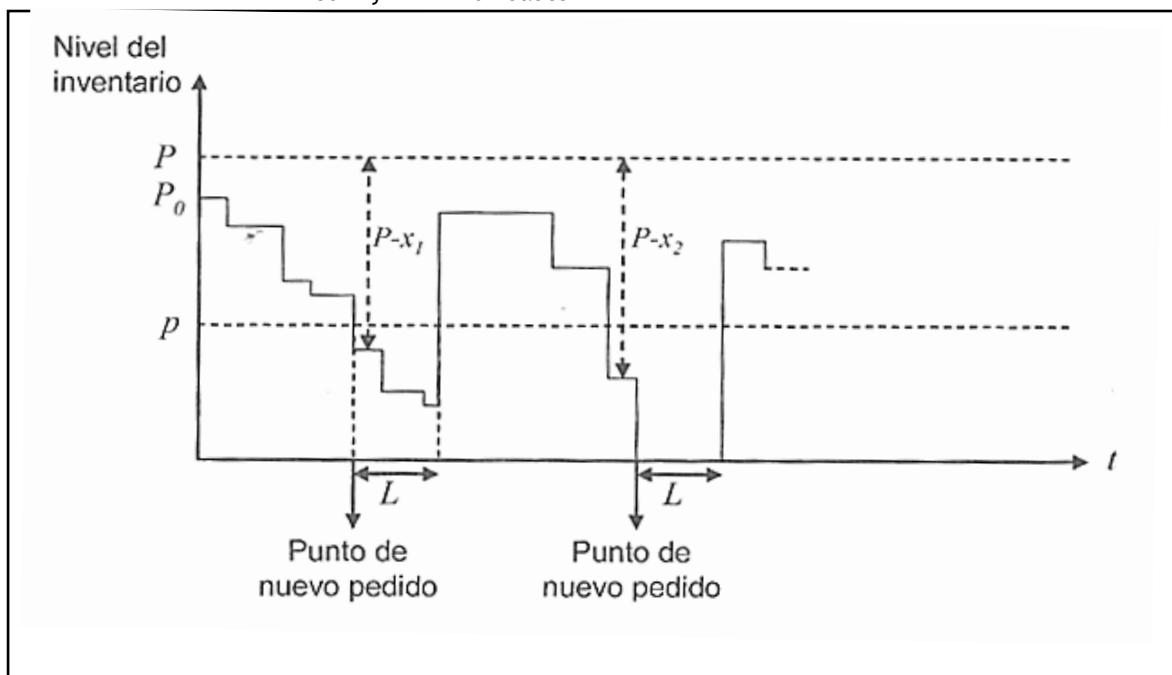 Nivel del
inventario
P
P₀
P-x₁
P-x₂
p
t
L
L
Punto de
nuevo pedido
Punto de
nuevo pedido